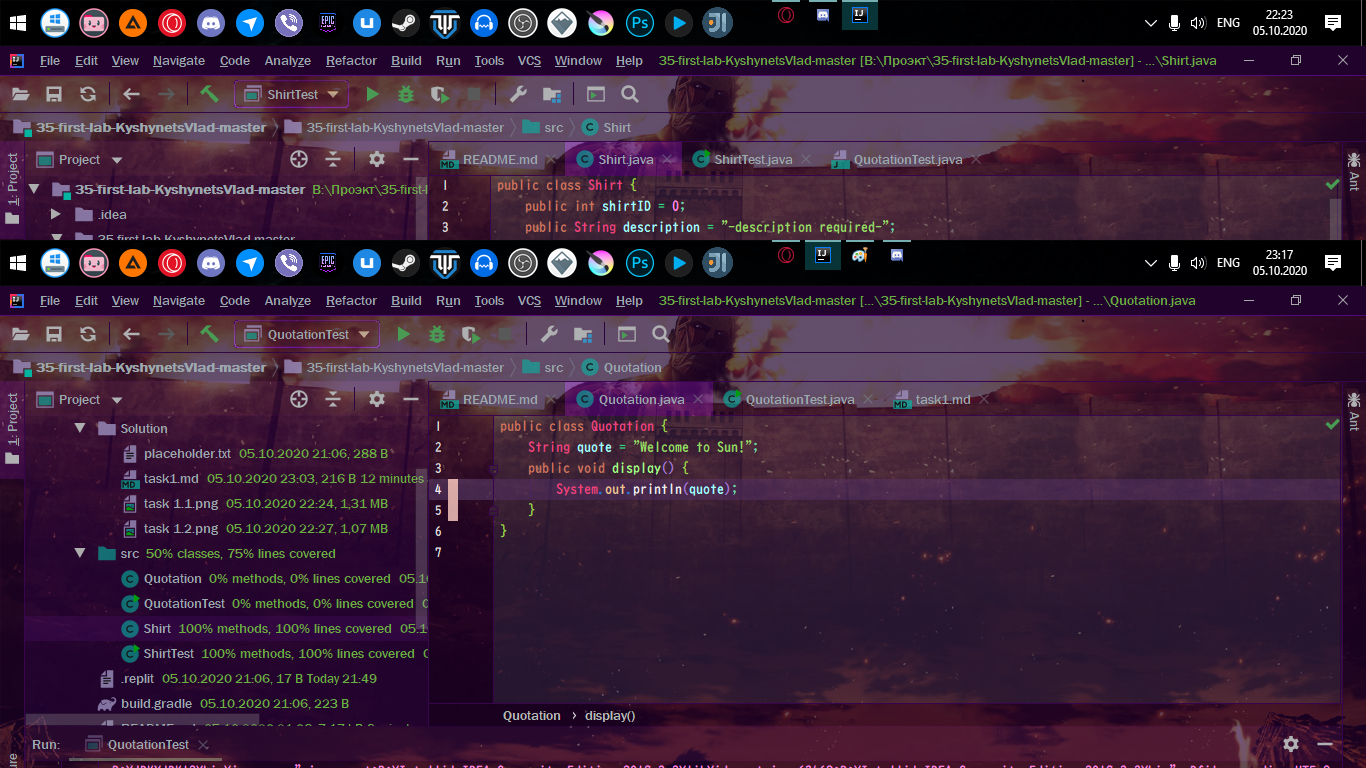 EPIC GAMES Ps IJ ENG 22:23
05.10.2020
File Edit View Navigate Code Analyze Refactor Build Run Tools VCS Window Help 35-first-lab-KyshynetsVlad-master [B:\Проэкт\35-first-lab-KyshynetsVlad-master] - ...\Shirt.java
ShirtTest
35-first-lab-KyshynetsVlad-master 35-first-lab-KyshynetsVlad-master src Shirt
1: Project
Project
README.md Shirt.java ShirtTest.java QuotationTest.java
Ant
35-first-lab-KyshynetsVlad-master B:\Проэкт\35-first-l
.idea
35-first-lab-KyshynetsVlad-master
1 public class Shirt {
2 public int shirtID = 0;
3 public String description = "-description required-";
EPIC GAMES Ps IJ ENG 23:17
05.10.2020
File Edit View Navigate Code Analyze Refactor Build Run Tools VCS Window Help 35-first-lab-KyshynetsVlad-master [...\35-first-lab-KyshynetsVlad-master] - ...\Quotation.java
QuotationTest
35-first-lab-KyshynetsVlad-master 35-first-lab-KyshynetsVlad-master src Quotation
1: Project
Project
README.md Quotation.java QuotationTest.java task1.md
Ant
Solution
placeholder.txt 05.10.2020 21:06, 288 B
task1.md 05.10.2020 23:03, 216 B 12 minutes
task 1.1.png 05.10.2020 22:24, 1,31 MB
task 1.2.png 05.10.2020 22:27, 1,07 MB
src 50% classes, 75% lines covered
Quotation 0% methods, 0% lines covered 05.1
QuotationTest 0% methods, 0% lines covered
Shirt 100% methods, 100% lines covered 05.1
ShirtTest 100% methods, 100% lines covered
.replit 05.10.2020 21:06, 17 B Today 21:49
build.gradle 05.10.2020 21:06, 223 B
1 public class Quotation {
2 String quote = "Welcome to Sun!";
3 public void display() {
4 System.out.println(quote);
5 }
6 }
7
Quotation › display()
Run: QuotationTest